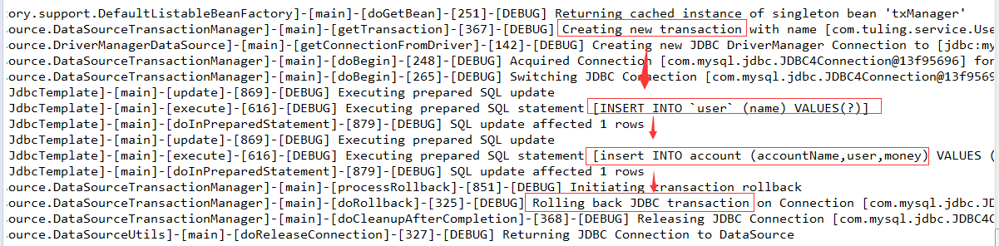 ory.support.DefaultListableBeanFactory]-[main]-[doGetBean]-[251]-[DEBUG] Returning cached instance of singleton bean 'txManager'
source.DataSourceTransactionManager]-[main]-[getTransaction]-[367]-[DEBUG] Creating new transaction with name [com.tuling.service.Use
source.DriverManagerDataSource]-[main]-[getConnectionFromDriver]-[142]-[DEBUG] Creating new JDBC DriverManager Connection to [jdbc:my
source.DataSourceTransactionManager]-[main]-[doBegin]-[248]-[DEBUG] Acquired Connection [com.mysql.jdbc.JDBC4Connection@13f95696] for
source.DataSourceTransactionManager]-[main]-[doBegin]-[265]-[DEBUG] Switching JDBC Connection [com.mysql.jdbc.JDBC4Connection@13f9569
JdbcTemplate]-[main]-[update]-[869]-[DEBUG] Executing prepared SQL update
JdbcTemplate]-[main]-[execute]-[616]-[DEBUG] Executing prepared SQL statement [INSERT INTO `user` (name) VALUES(?)]
JdbcTemplate]-[main]-[doInPreparedStatement]-[879]-[DEBUG] SQL update affected 1 rows
JdbcTemplate]-[main]-[update]-[869]-[DEBUG] Executing prepared SQL update
JdbcTemplate]-[main]-[execute]-[616]-[DEBUG] Executing prepared SQL statement [insert INTO account (accountName,user,money) VALUES (
JdbcTemplate]-[main]-[doInPreparedStatement]-[879]-[DEBUG] SQL update affected 1 rows
source.DataSourceTransactionManager]-[main]-[processRollback]-[851]-[DEBUG] Initiating transaction rollback
source.DataSourceTransactionManager]-[main]-[doRollback]-[325]-[DEBUG] Rolling back JDBC transaction on Connection [com.mysql.jdbc.JD
source.DataSourceTransactionManager]-[main]-[doCleanupAfterCompletion]-[368]-[DEBUG] Releasing JDBC Connection [com.mysql.jdbc.JDBC4C
source.DataSourceUtils]-[main]-[doReleaseConnection]-[327]-[DEBUG] Returning JDBC Connection to DataSource